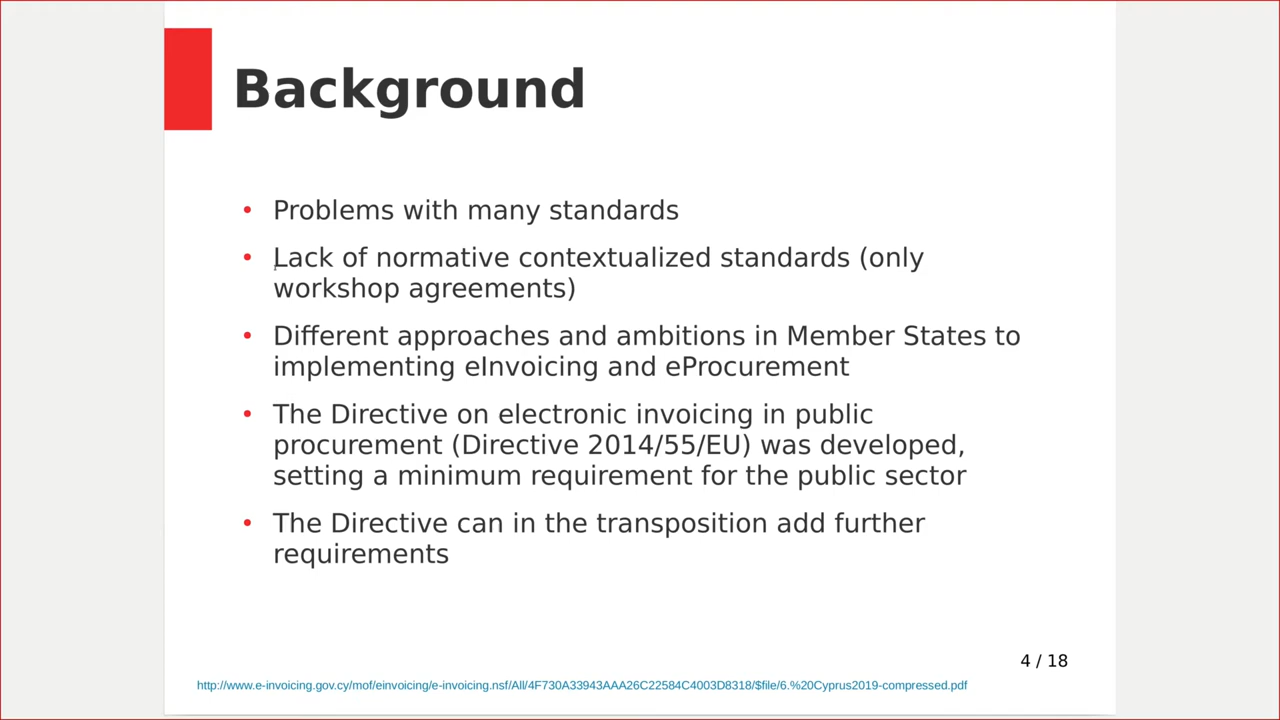 Background
• Problems with many standards
• Lack of normative contextualized standards (only
workshop agreements)
• Different approaches and ambitions in Member States to
implementing eInvoicing and eProcurement
• The Directive on electronic invoicing in public
procurement (Directive 2014/55/EU) was developed,
setting a minimum requirement for the public sector
• The Directive can in the transposition add further
requirements
4 / 18
http://www.e-invoicing.gov.cy/mof/einvoicing/e-invoicing.nsf/All/4F730A33943AAA26C22584C4003D8318/$file/6.%20Cyprus2019-compressed.pdf